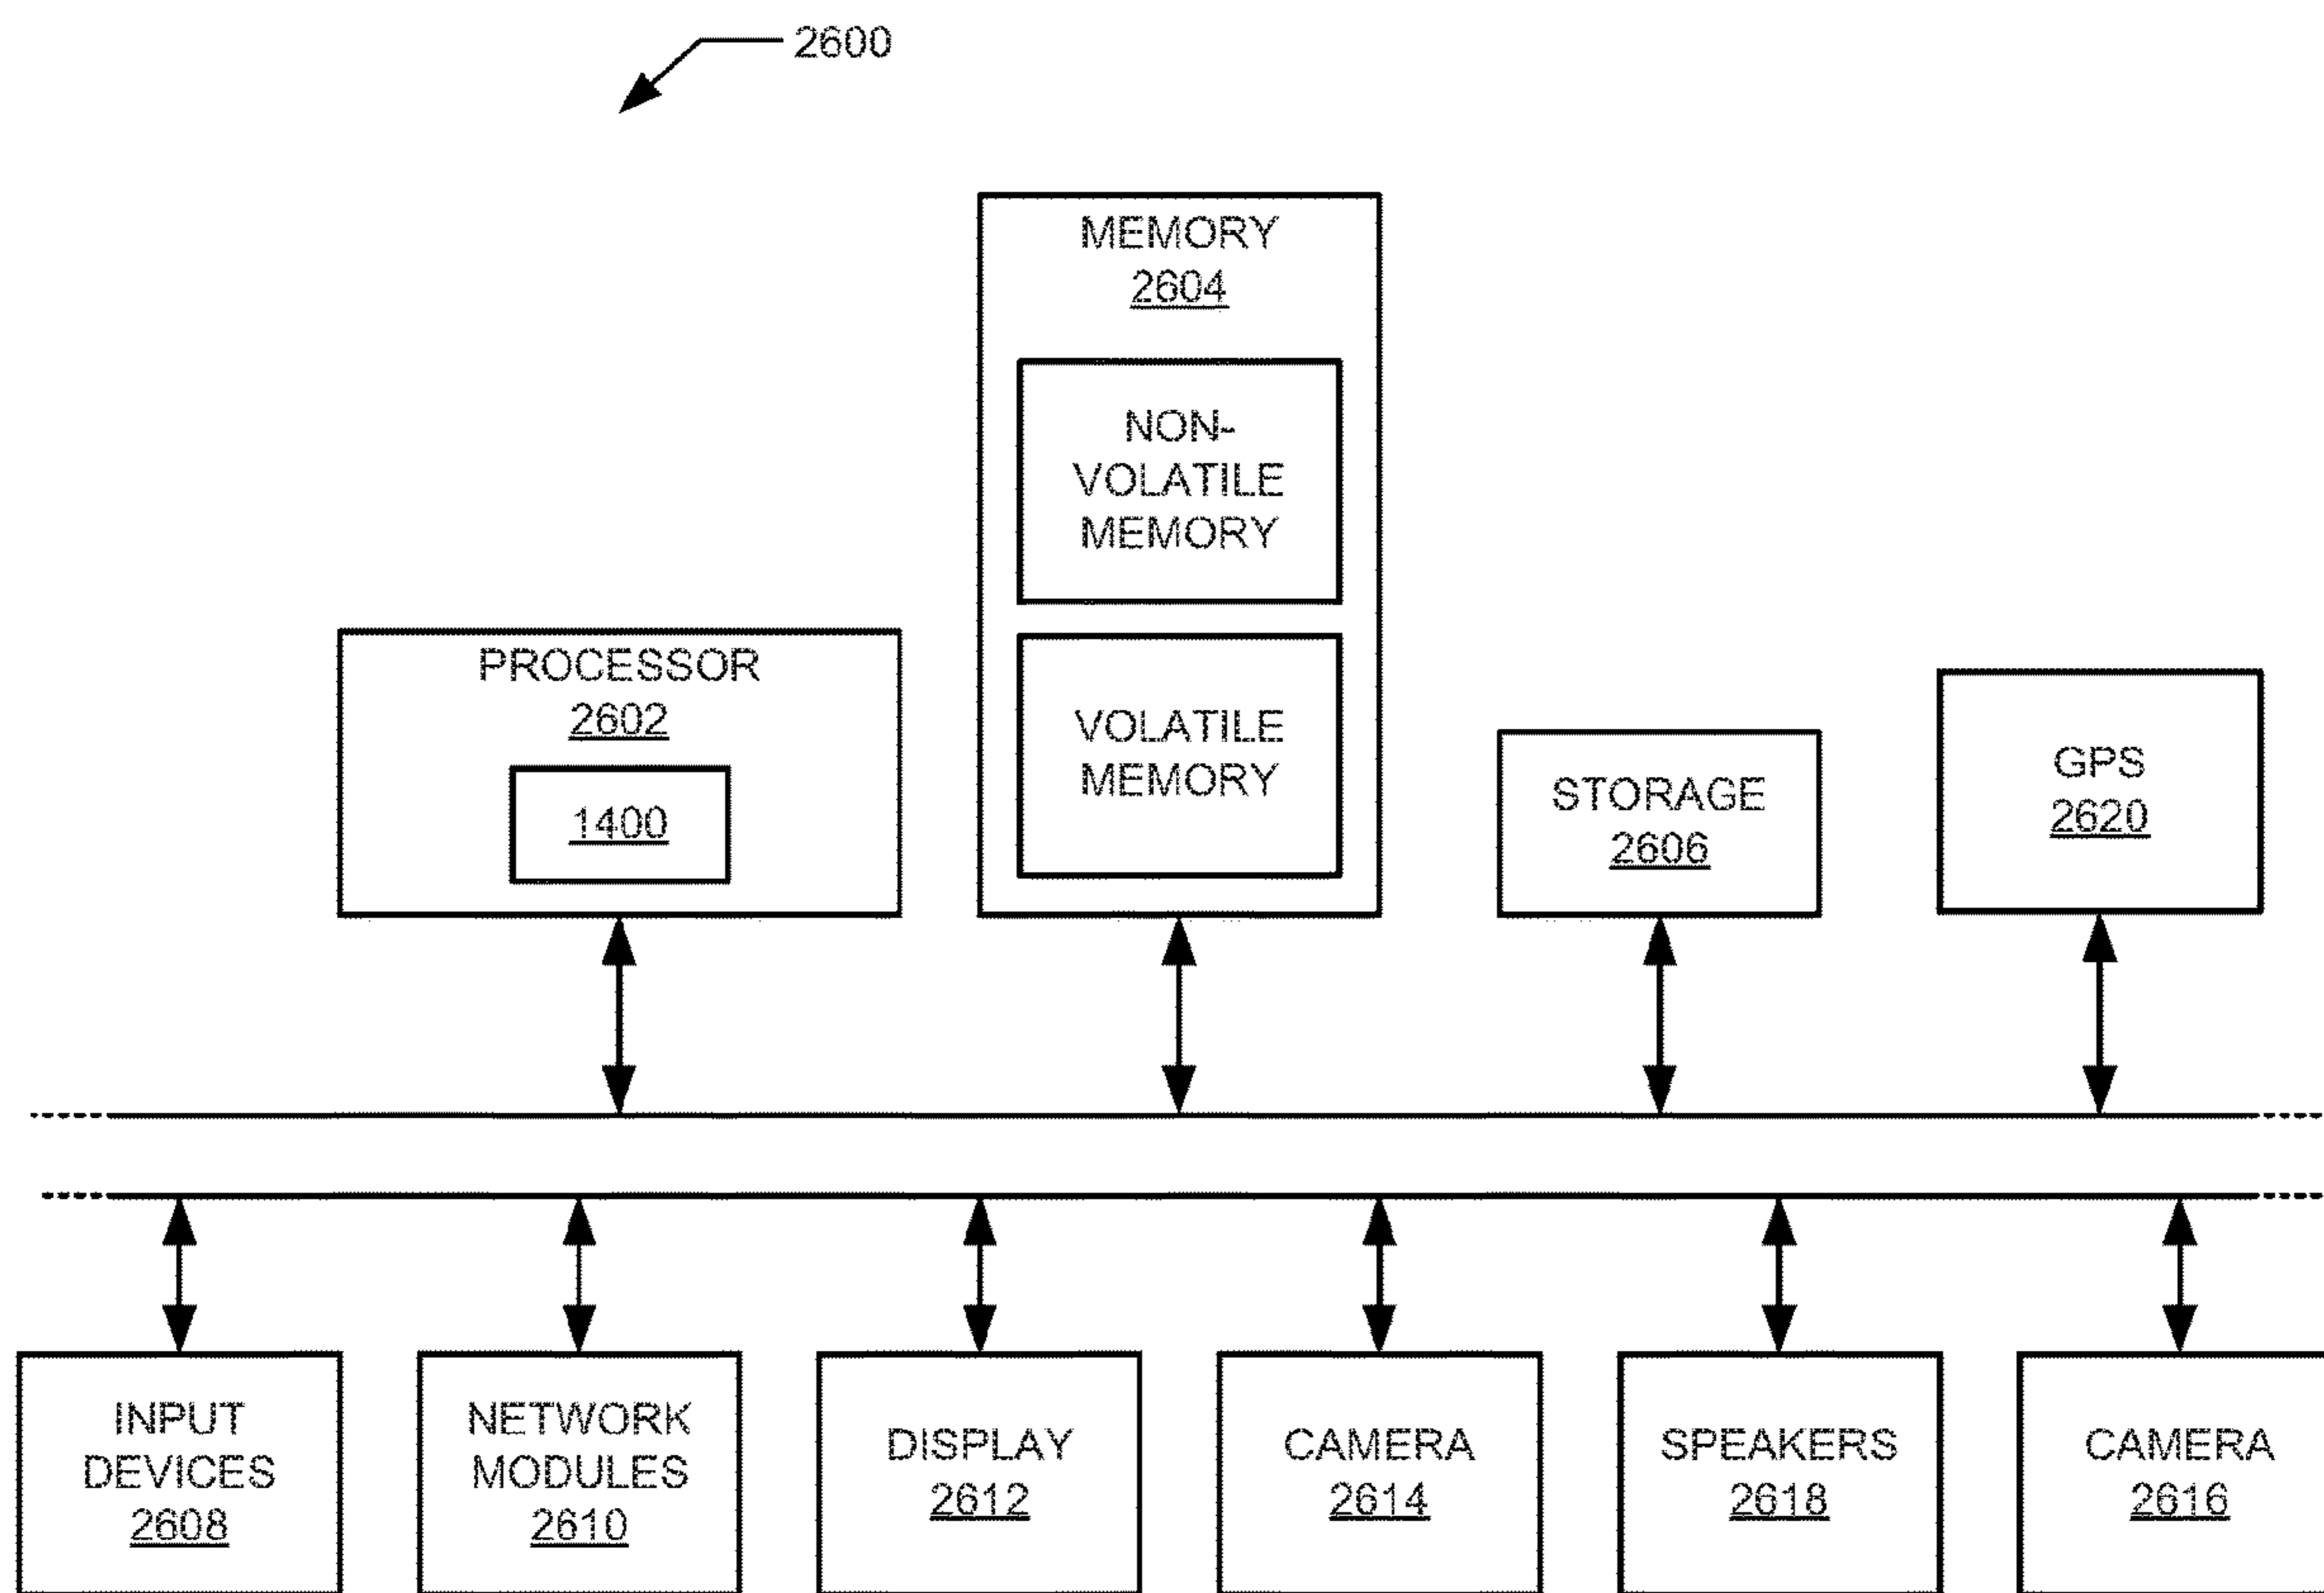 2600
MEMORY
2604
NON-
VOLATILE
MEMORY
VOLATILE
MEMORY
PROCESSOR
2602
1400
STORAGE
2606
GPS
2620
INPUT
DEVICES
2608
NETWORK
MODULES
2610
DISPLAY
2612
CAMERA
2614
SPEAKERS
2618
CAMERA
2616